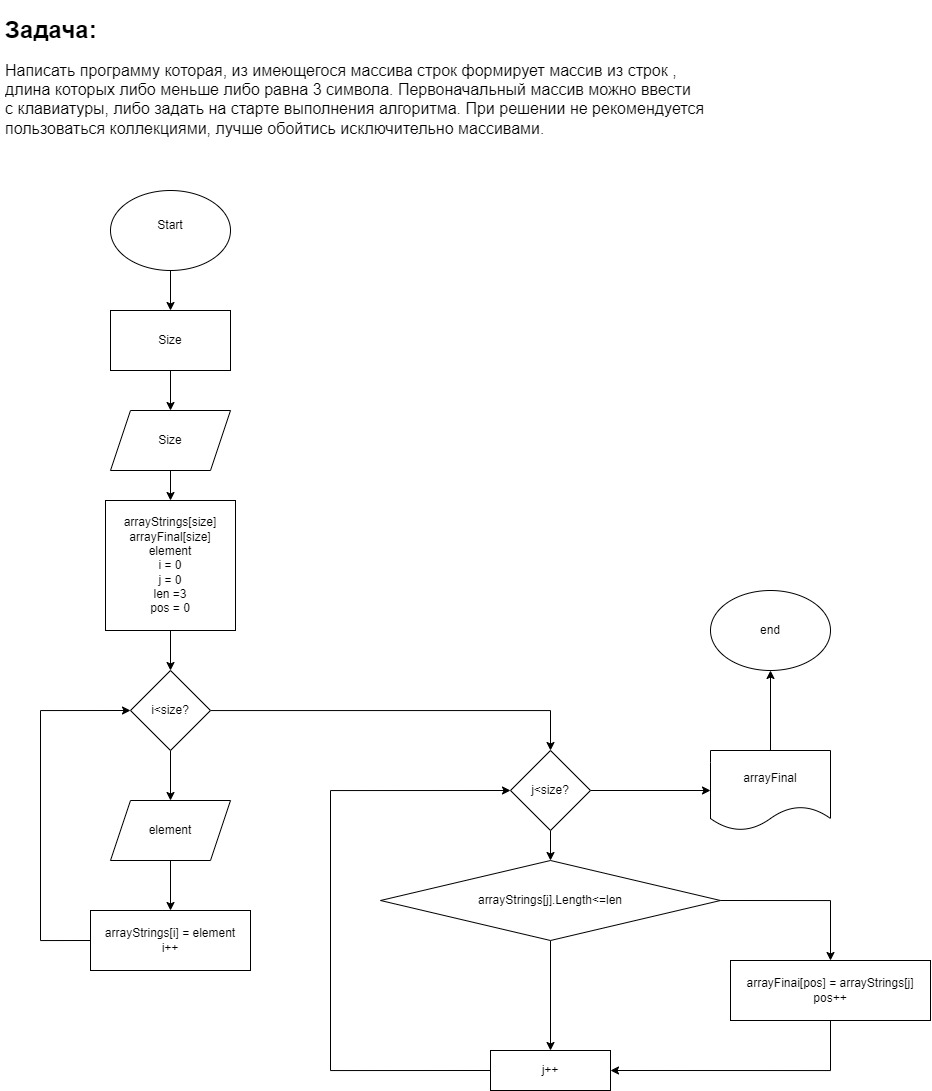 Задача:
Написать программу которая, из имеющегося массива строк формирует массив из строк ,
длина которых либо меньше либо равна 3 символа. Первоначальный массив можно ввести
с клавиатуры, либо задать на старте выполнения алгоритма. При решении не рекомендуется
пользоваться коллекциями, лучше обойтись исключительно массивами.
Start
Size
Size
arrayStrings[size]
arrayFinal[size]
element
i = 0
j = 0
len =3
pos = 0
i<size?
element
arrayStrings[i] = element
i++
end
arrayFinal
j<size?
arrayStrings[j].Length<=len
arrayFinal[pos] = arrayStrings[j]
pos++
j++